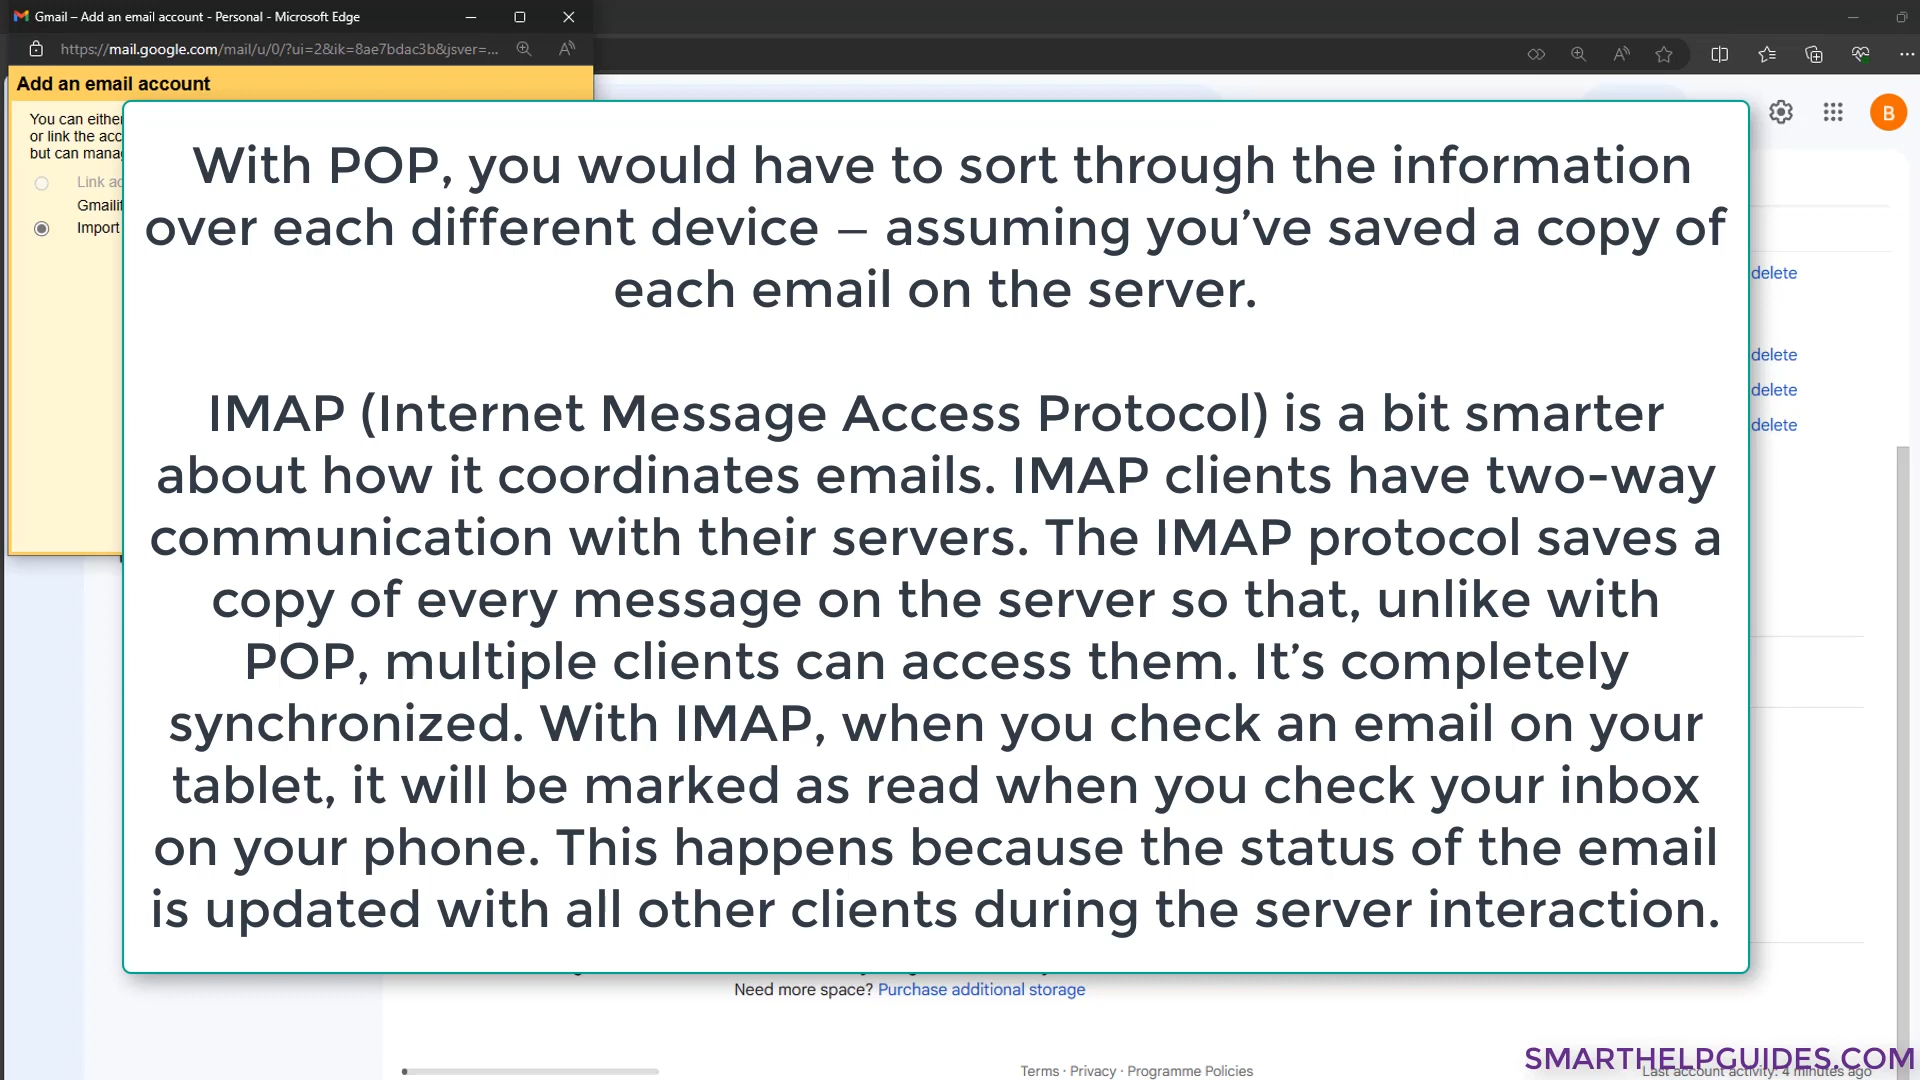 Gmail – Add an email account - Personal - Microsoft Edge
https://mail.google.com/mail/u/0/?ui=2&ik=8ae7bdac3b&jsver=...
Add an email account
You can either
or link the
but can
Link
Import
With POP, you would have to sort through the information
over each different device – assuming you’ve saved a copy of
each email on the server.
IMAP (Internet Message Access Protocol) is a bit smarter
about how it coordinates emails. IMAP clients have two-way
communication with their servers. The IMAP protocol saves a
copy of every message on the server so that, unlike with
POP, multiple clients can access them. It’s completely
synchronized. With IMAP, when you check an email on your
tablet, it will be marked as read when you check your inbox
on your phone. This happens because the status of the email
is updated with all other clients during the server interaction.
B
delete
delete
delete
delete
Need more space? Purchase additional storage
Terms · Privacy · Programme Policies
Last account activity: 4 minutes ago
SMARTHELPGUIDES.COM